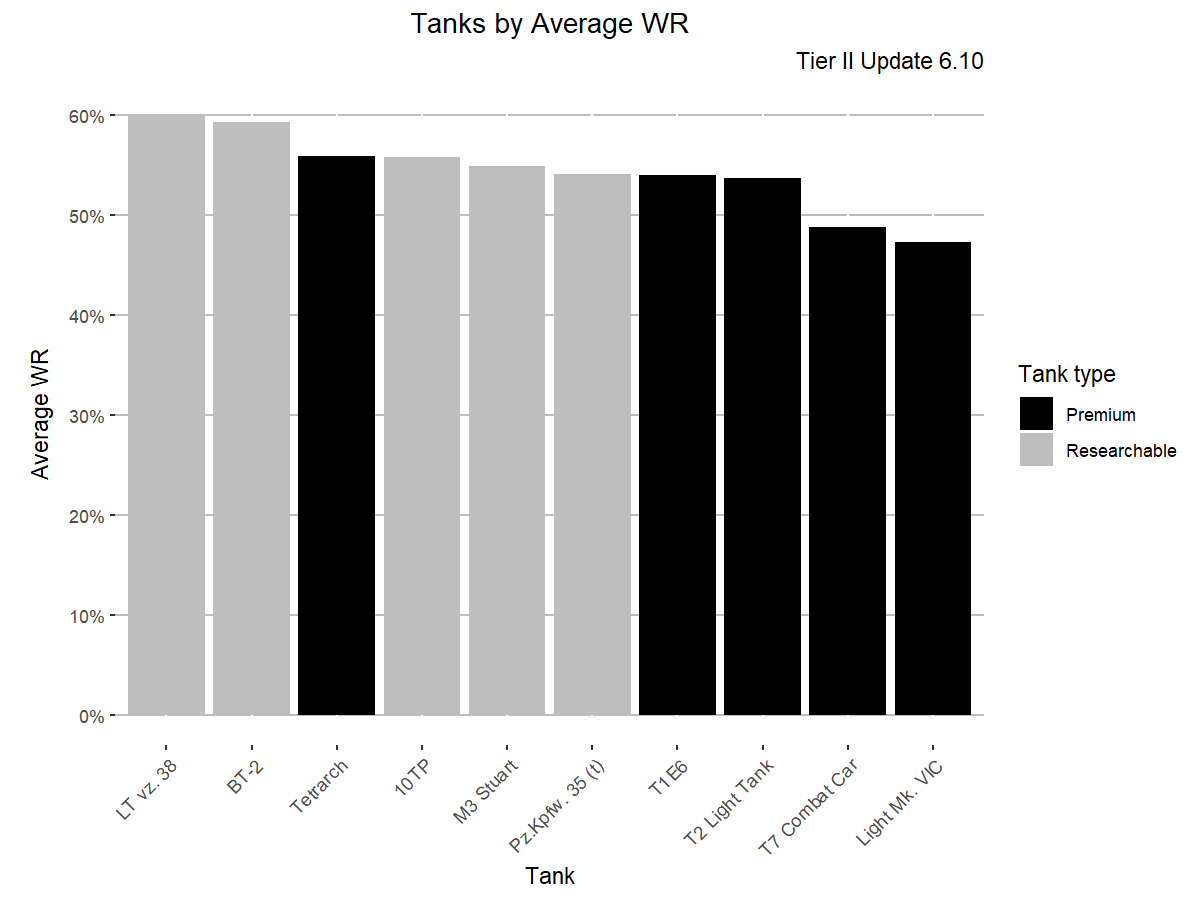 Tanks by Average WR
Tier II Update 6.10
60%
50%
40%
30%
20%
10%
0%
Average WR
LT vz. 38
BT-2
Tetrarch
10TP
M3 Stuart
Pz.Kpfw. 35 (t)
T1E6
T2 Light Tank
T7 Combat Car
Light Mk. VIC
Tank
Tank type
Premium
Researchable